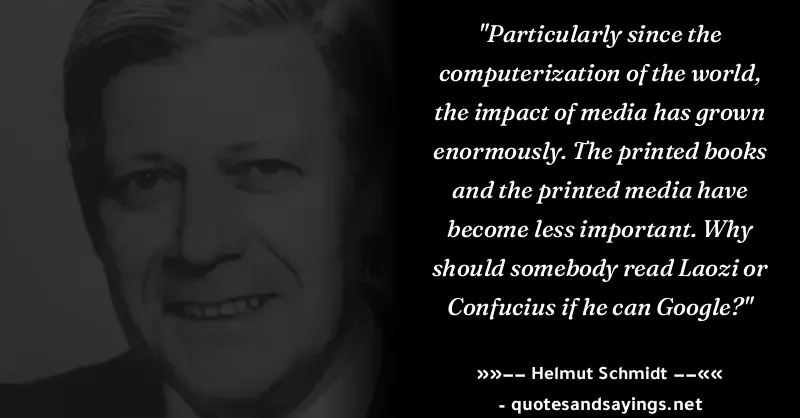 "Particularly since the
computerization of the world,
the impact of media has grown
enormously. The printed books
and the printed media have
become less important. Why
should somebody read Laozi or
Confucius if he can Google?"
»»–– Helmut Schmidt ––««
- quotesandsayings.net